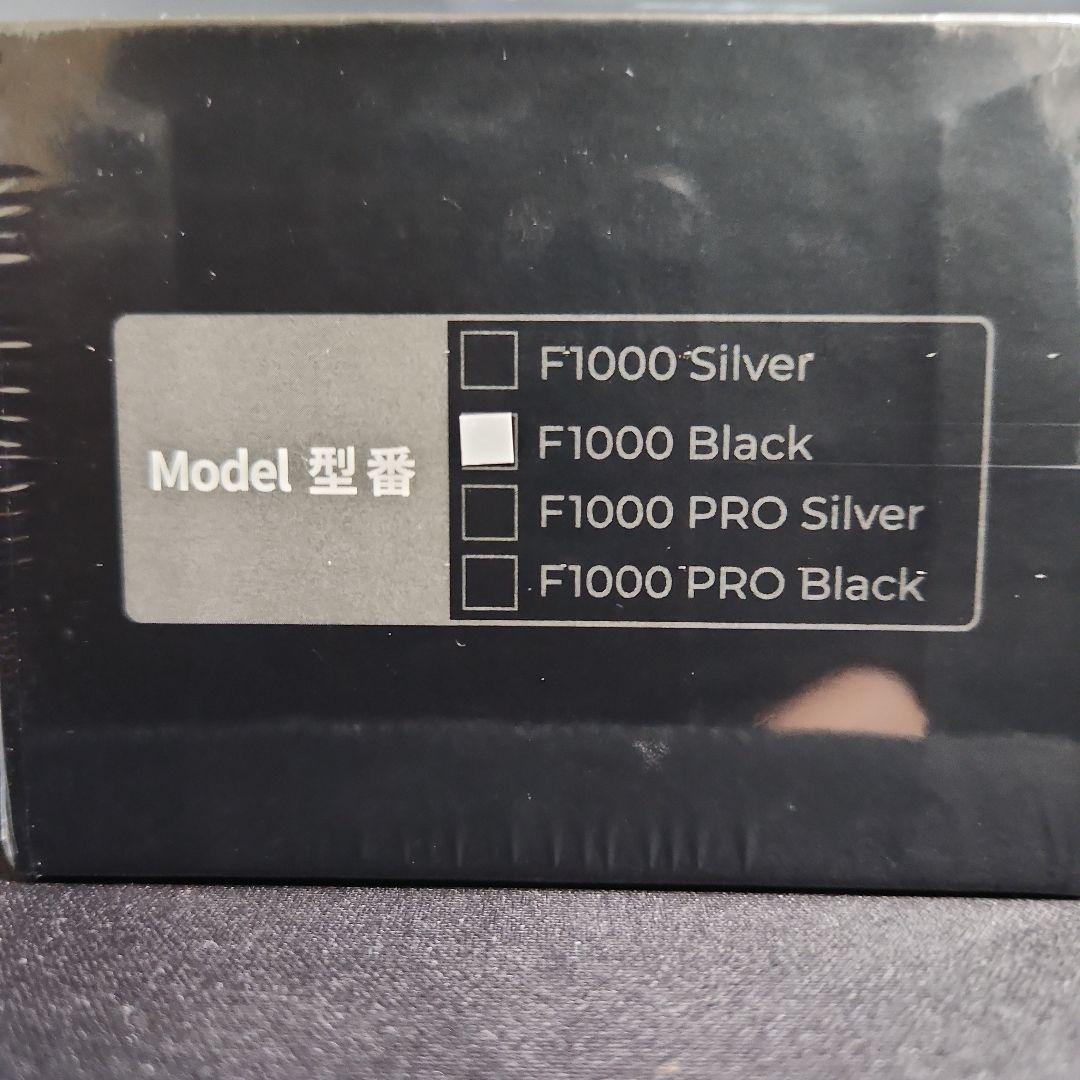 Model 型番
F1000 Silver
F1000 Black
F1000 PRO Silver
F1000 PRO Black